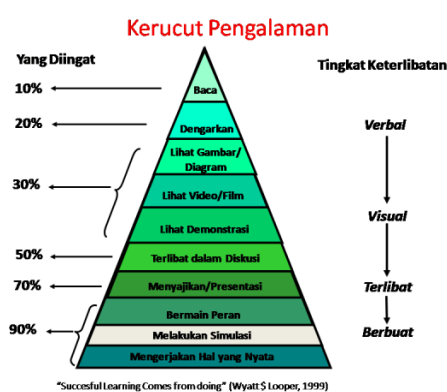 Kerucut Pengalaman
Yang Diingat
Tingkat Keterlibatan
10%
Baca
20%
Dengarkan
Verbal
30%
Lihat Gambar/
Diagram
Lihat Video/Film
Lihat Demonstrasi
Visual
50%
Terlibat dalam Diskusi
70%
Menyajikan/Presentasi
Terlibat
90%
Bermain Peran
Melakukan Simulasi
Mengerjakan Hal yang Nyata
Berbuat
“Succesful Learning Comes from doing” (Wyatt $ Looper, 1999)